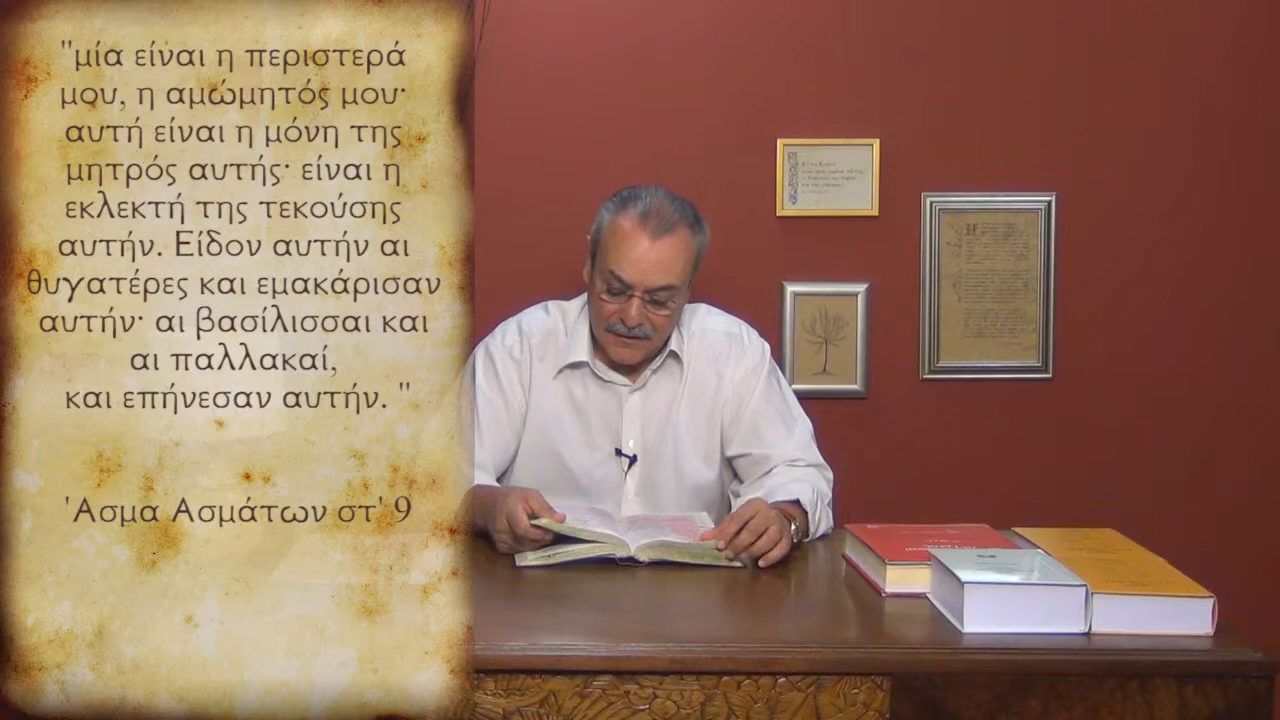 "μία είναι η περιστερά
μου, η αμώμητός μου·
αυτή είναι η μόνη της
μητρός αυτής· είναι η
εκλεκτή της τεκούσης
αυτήν. Είδον αυτήν αι
θυγατέρες και εμακάρισαν
αυτήν· αι βασίλισσαι και
αι παλλακαί,
και επήνεσαν αυτήν. "
'Ασμα Ασμάτων στ' 9